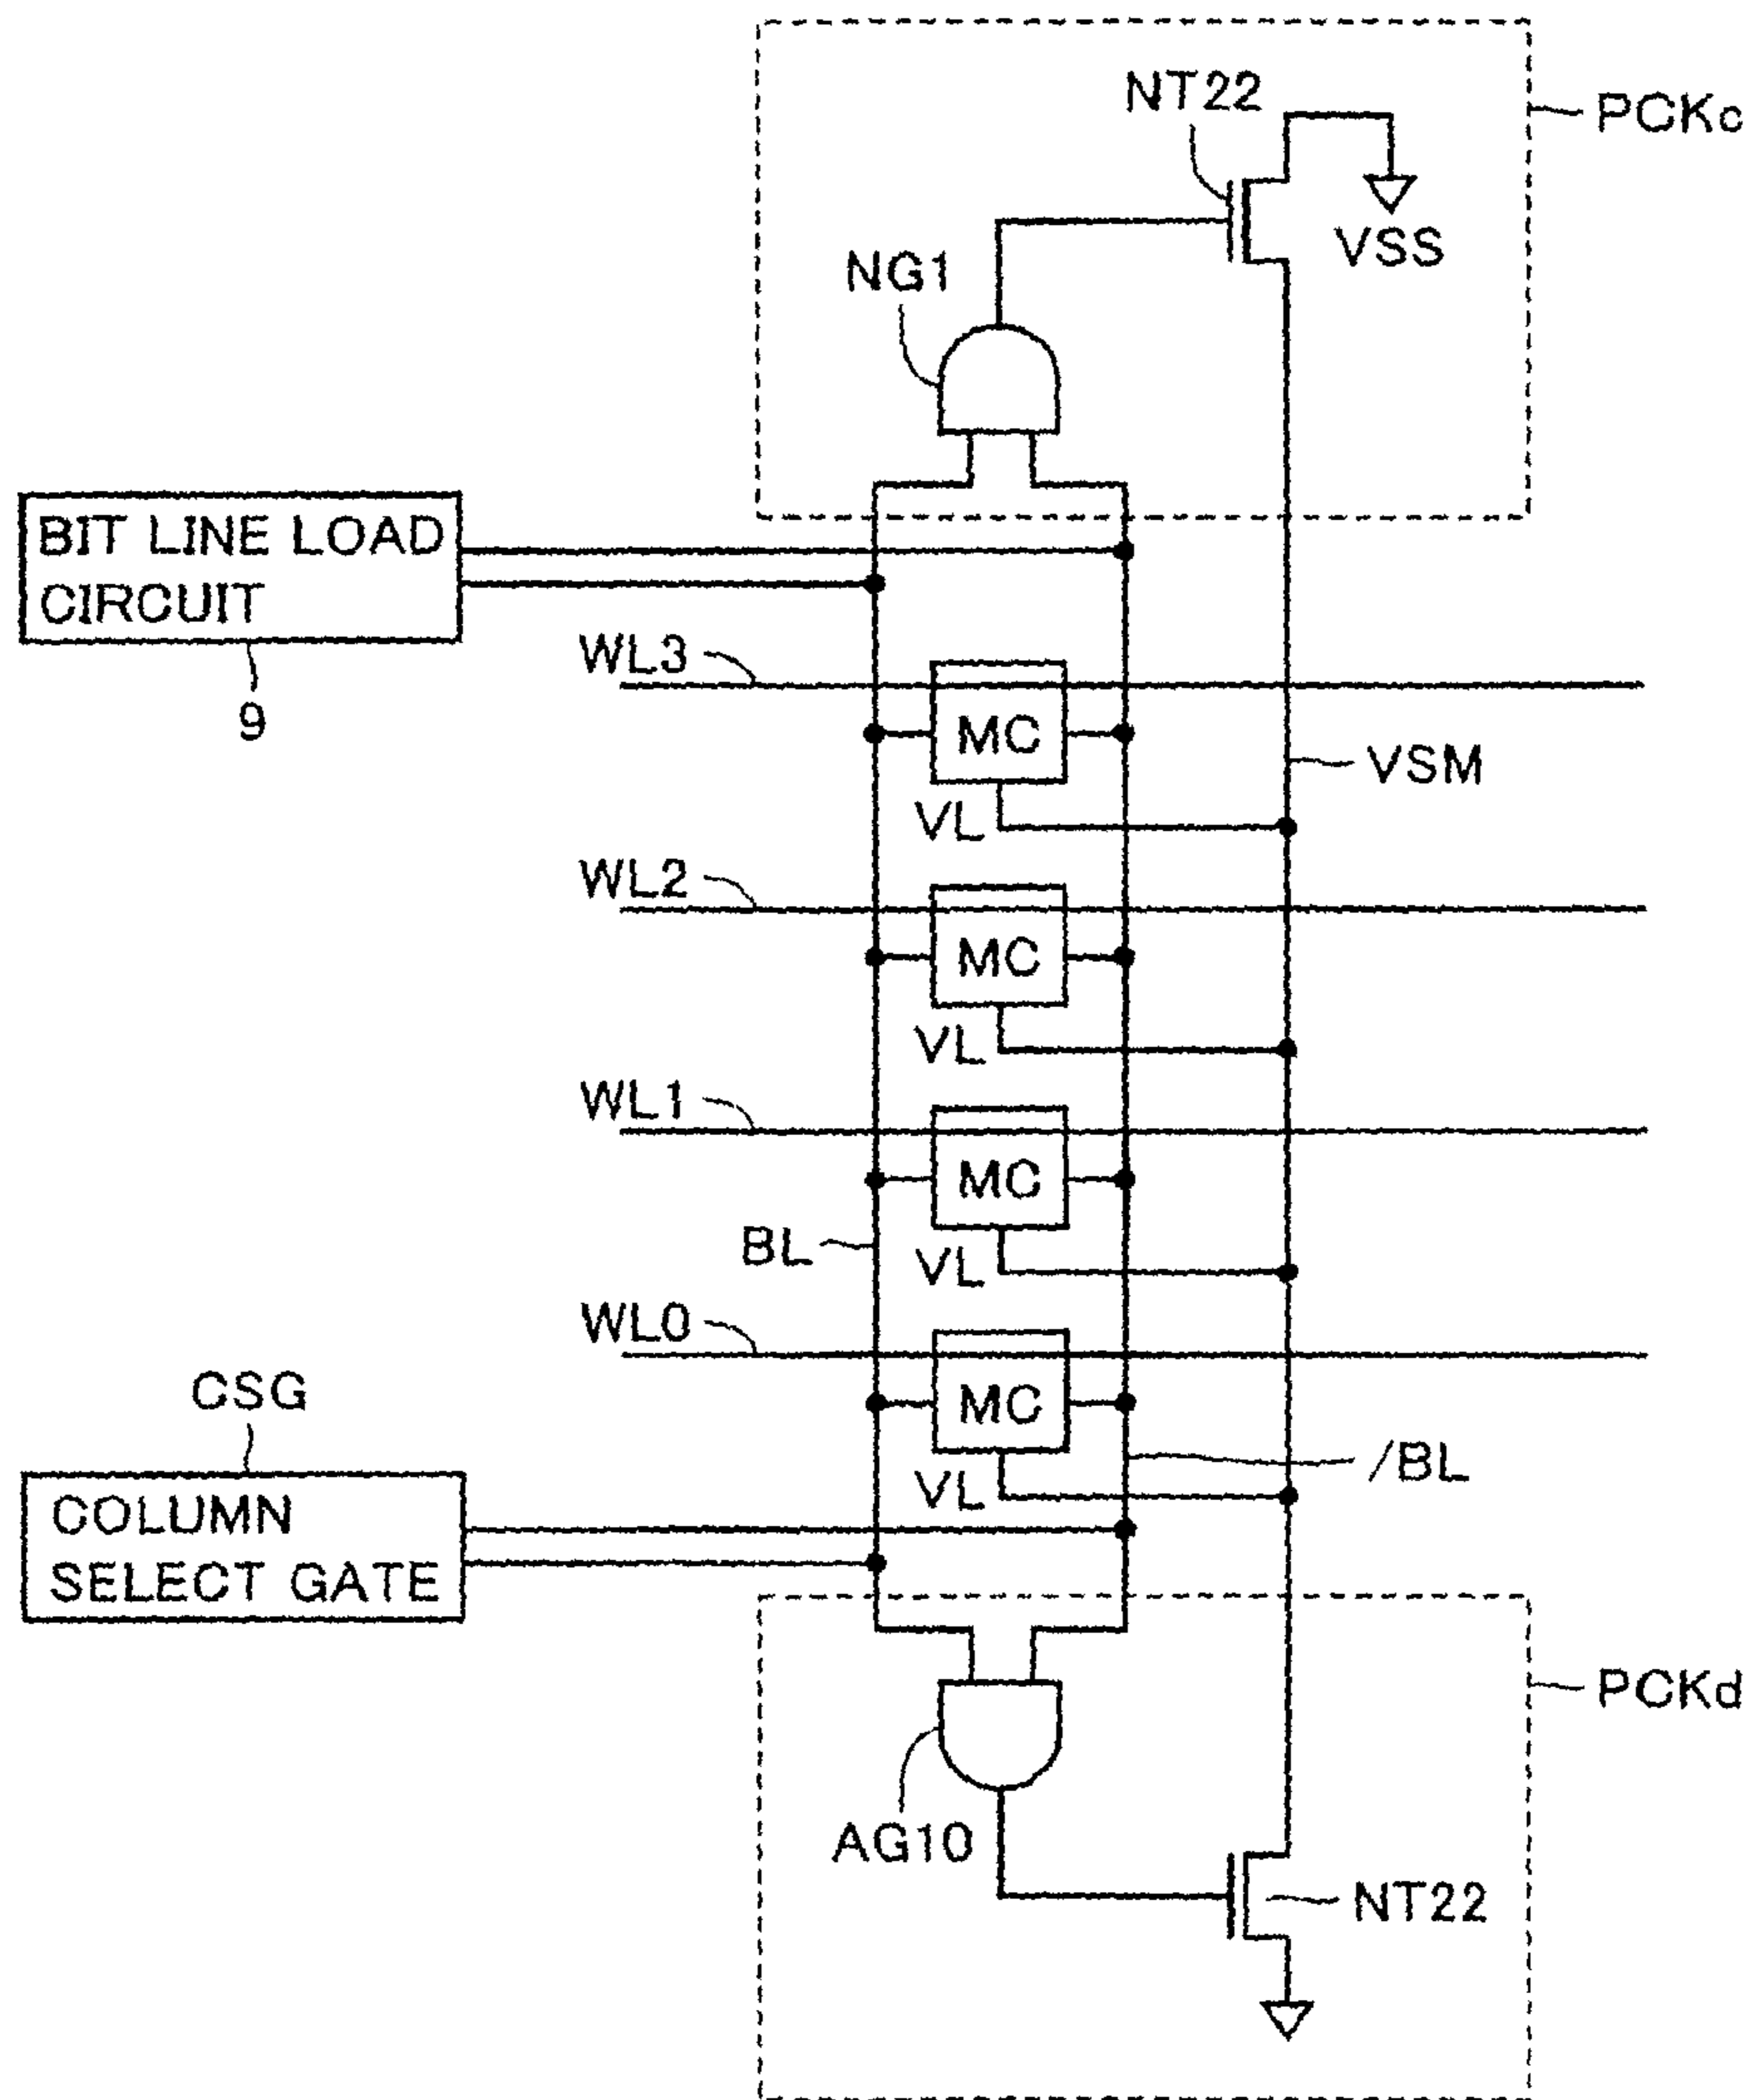 NT22
PCKc
VSS
NG1
BIT LINE LOAD
CIRCUIT
9
WL3
MC
VSM
VL
WL2
MC
VL
WL1
MC
BL
VL
WL0
CSG
MC
/BL
VL
COLUMN
SELECT GATE
PCKd
AG10
NT22